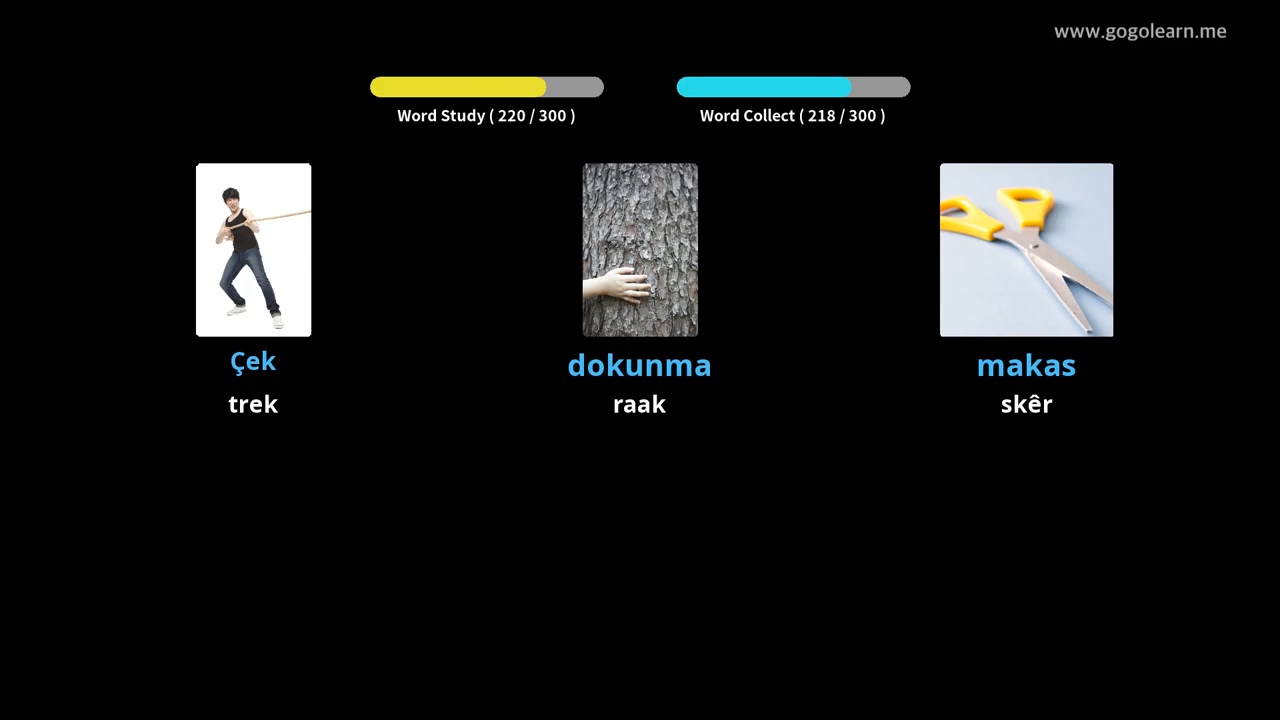 www.gogolearn.me
Word Study ( 220 / 300 )
Word Collect ( 218 / 300 )
Çek
dokunma
makas
trek
raak
skêr